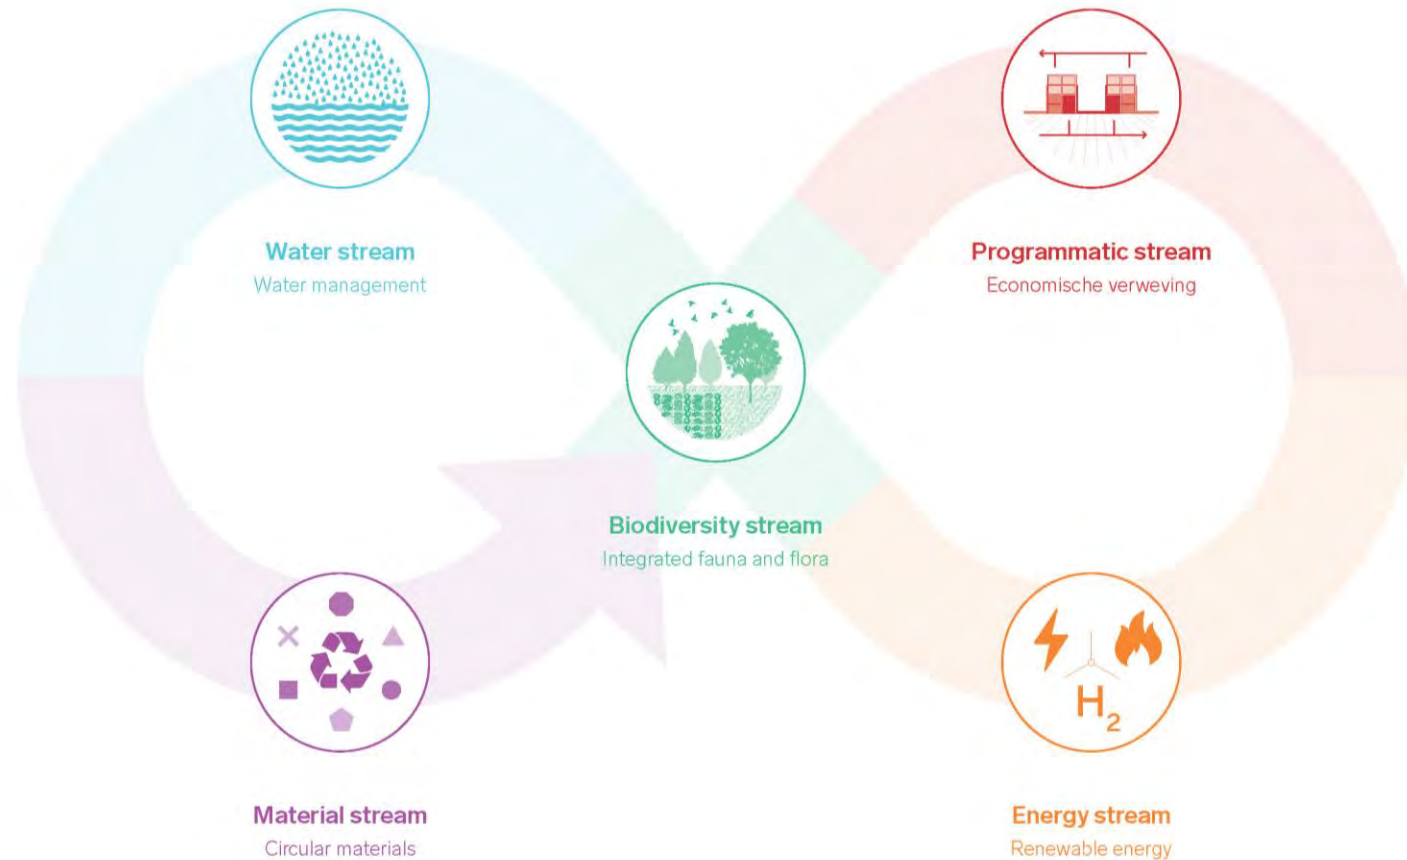 Water stream
Water management
Programmatic stream
Economische verweving
Biodiversity stream
Integrated fauna and flora
H2
Material stream
Circular materials
Energy stream
Renewable energy